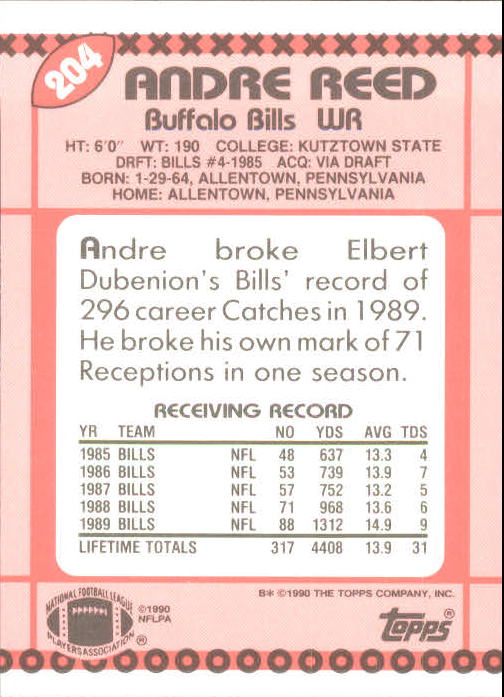 204
ANDRE REED
Buffalo Bills WR
HT: 6'0" WT: 190 COLLEGE: KUTZTOWN STATE
DRFT: BILLS #4-1985 ACQ: VIA DRAFT
BORN: 1-29-64, ALLENTOWN, PENNSYLVANIA
HOME: ALLENTOWN, PENNSYLVANIA
Andre broke Elbert
Dubenion's Bills' record of
296 career Catches in 1989.
He broke his own mark of 71
Receptions in one season.
RECEIVING RECORD
YR TEAM NO YDS AVG TDS
1985 BILLS NFL 48 637 13.3 4
1986 BILLS NFL 53 739 13.9 7
1987 BILLS NFL 57 752 13.2 5
1988 BILLS NFL 71 968 13.6 6
1989 BILLS NFL 88 1312 14.9 9
LIFETIME TOTALS 317 4408 13.9 31
NATIONAL FOOTBALL LEAGUE
PLAYERS ASSOCIATION ®
©1990
NFLPA
B* ©1990 THE TOPPS COMPANY, INC.
Topps ®